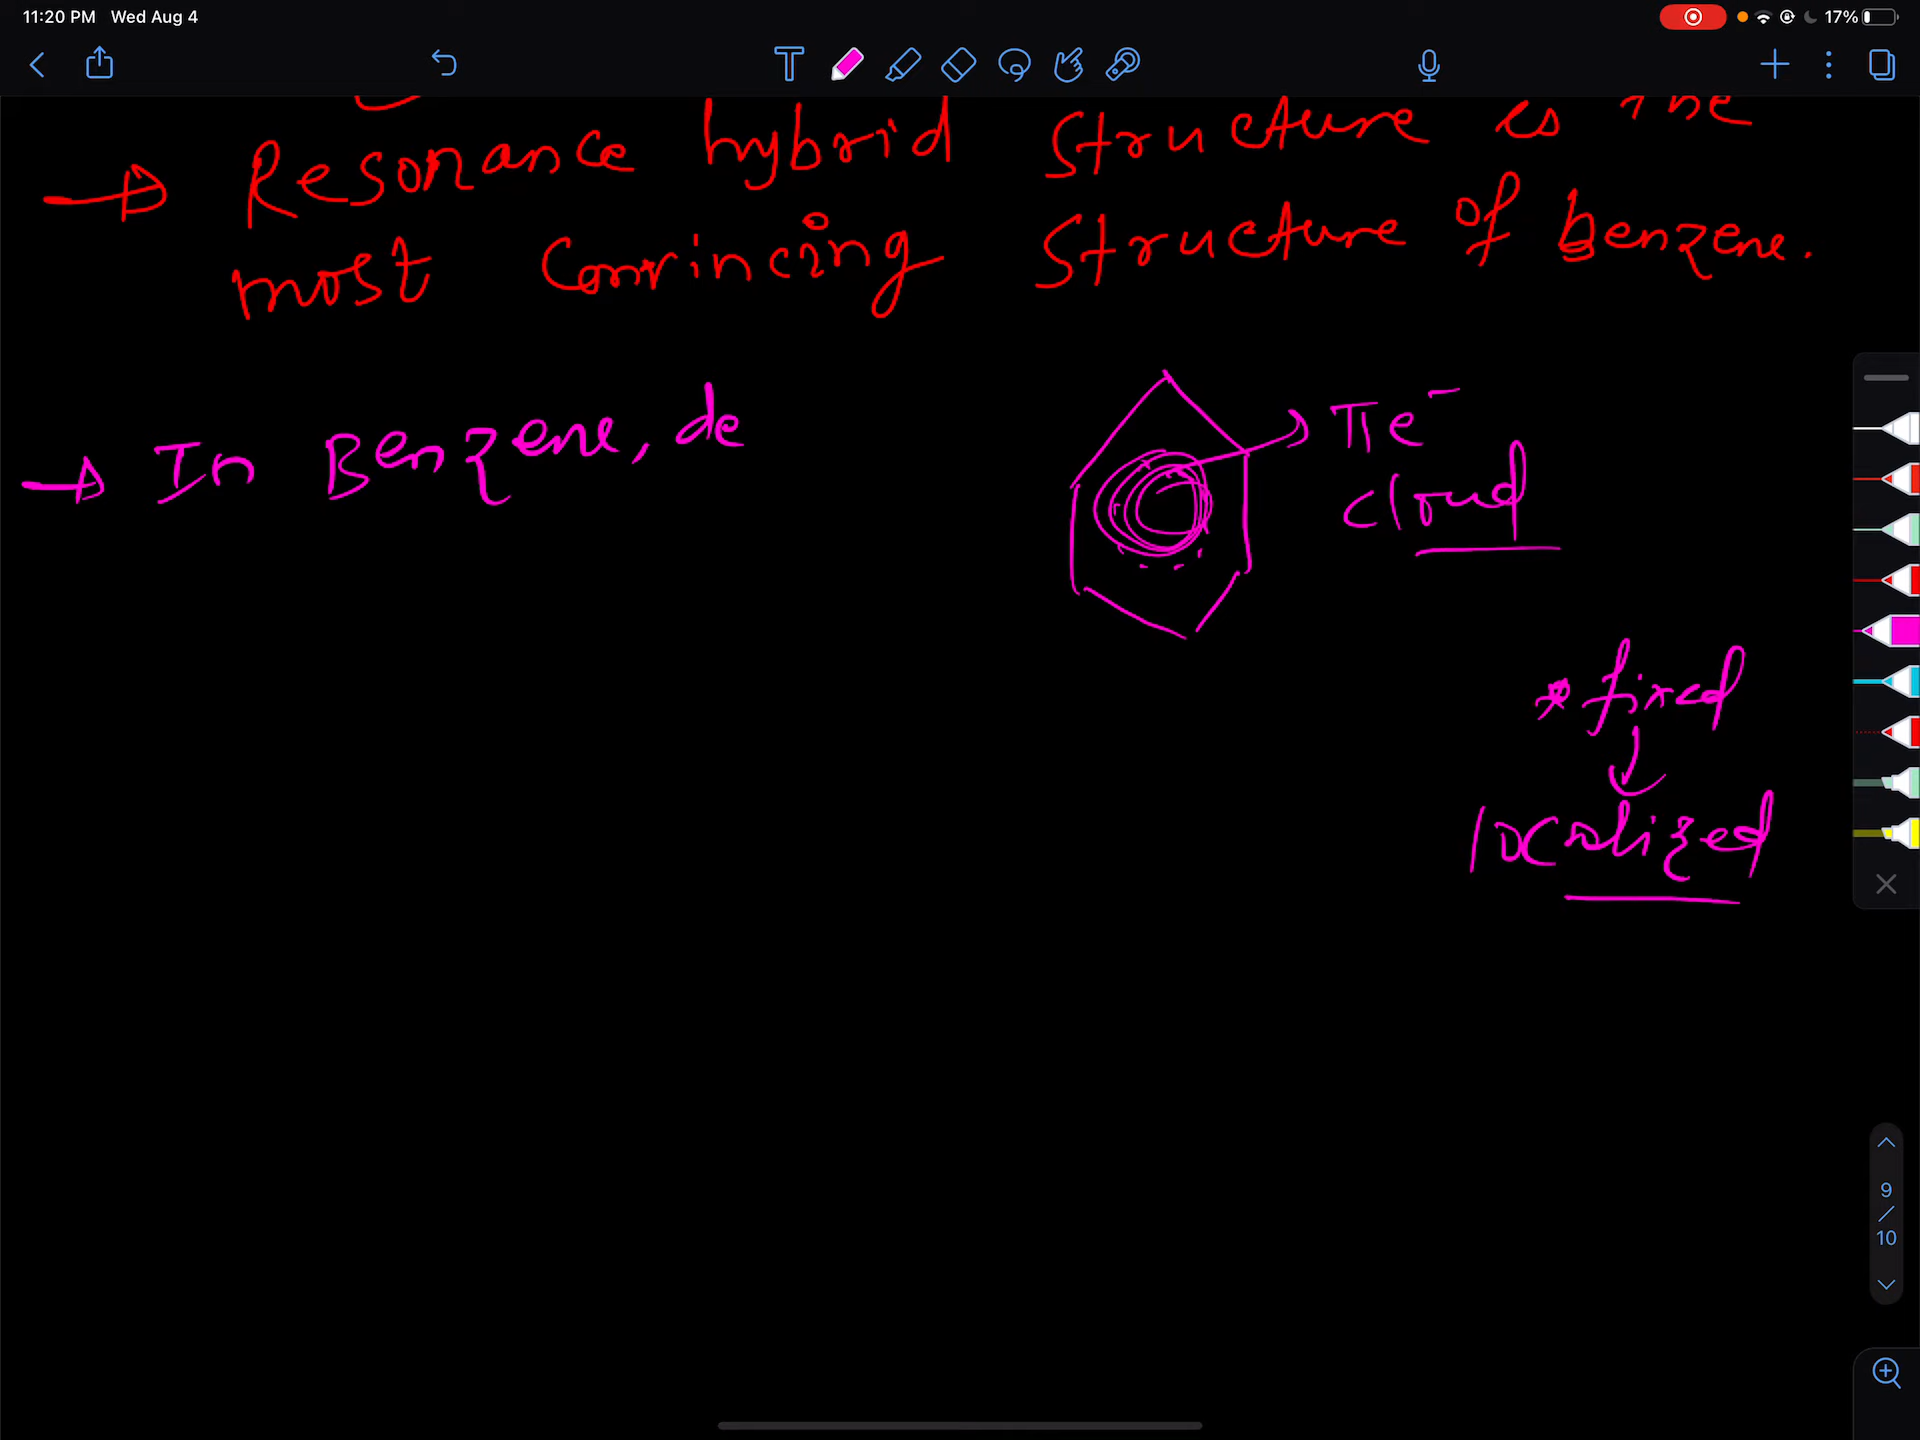 11:20 PM Wed Aug 4
17%
→ Resonance hybrid structure is the
most convincing structure of benzene.
→ In Benzene, de
πe⁻
cloud
* fixed
↓
localized
9
/
10